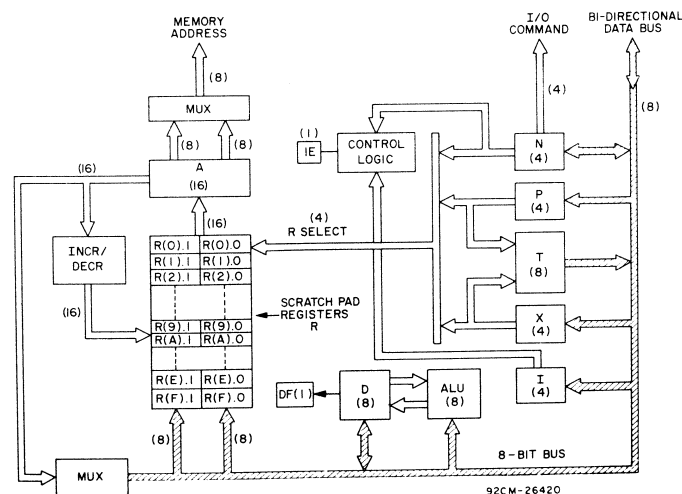 MEMORY
ADDRESS
I/O
COMMAND
BI-DIRECTIONAL
DATA BUS
(8)
(4)
(8)
MUX
(8) (8)
(1)
IE
CONTROL
LOGIC
N
(4)
(16)
A
(16)
P
(4)
(16)
(4)
R SELECT
INCR/
DECR
R(0).1 R(0).0
R(1).1 R(1).0
R(2).1 R(2).0
T
(8)
(16)
SCRATCH PAD
REGISTERS
R
R(9).1 R(9).0
R(A).1 R(A).0
X
(4)
R(E).1 R(E).0
R(F).1 R(F).0
DF(1)
D
(8)
ALU
(8)
I
(4)
(8) (8)
8-BIT BUS
MUX
92CM-26420